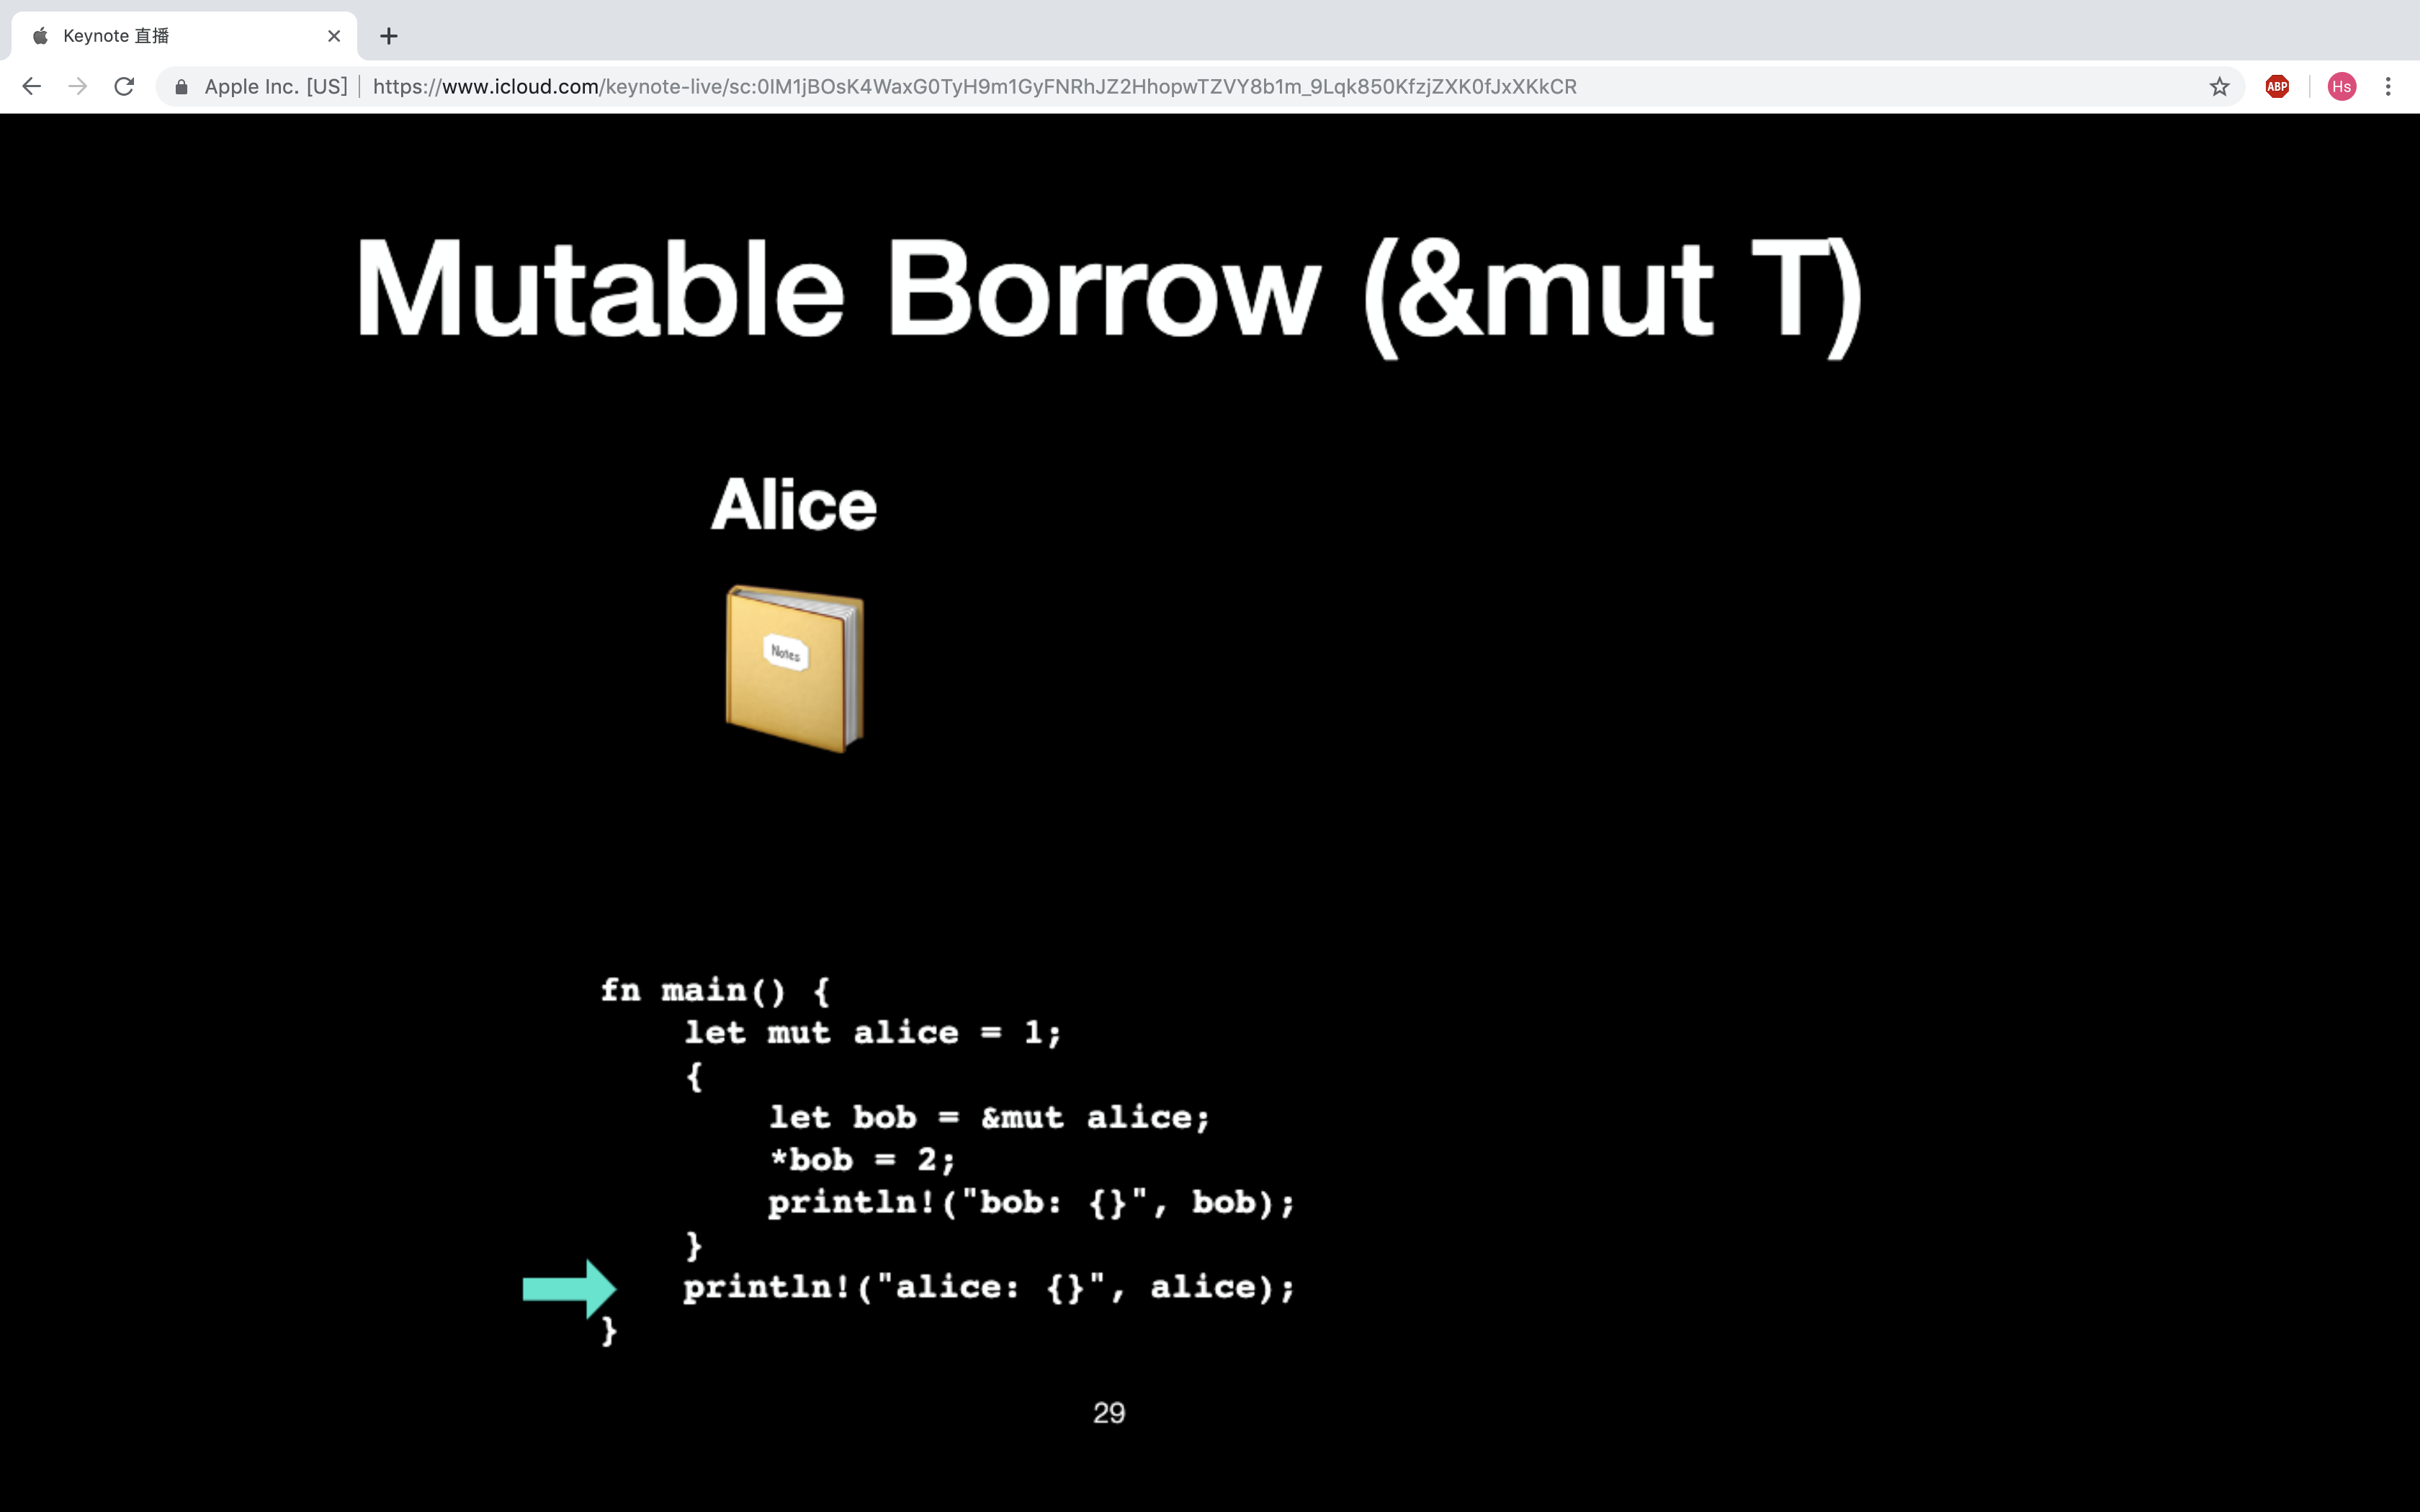 Keynote 直播
Apple Inc. [US] https://www.icloud.com/keynote-live/sc:0IM1jBOsK4WaxG0TyH9m1GyFNRhJZ2HhopwTZVY8b1m_9Lqk850KfzjZXK0fJxXKkCR
ABP
Hs
Mutable Borrow (&mut T)
Alice
Notes
fn main() {
    let mut alice = 1;
    {
        let bob = &mut alice;
        *bob = 2;
        println!("bob: {}", bob);
    }
    println!("alice: {}", alice);
}
29